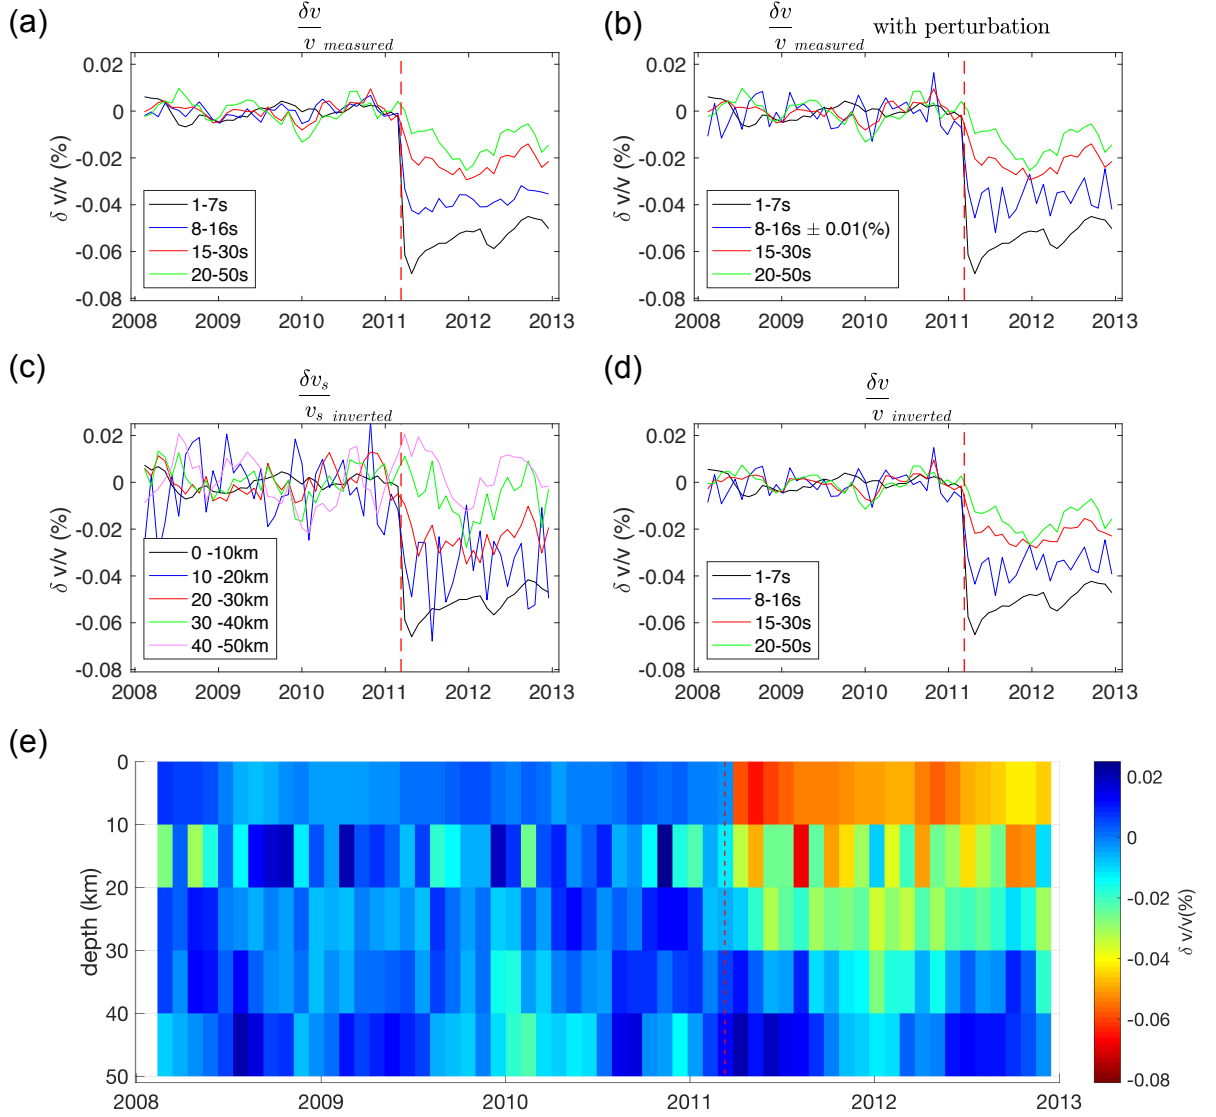 (a)
δv
v measured
0.02
0
-0.02
-0.04
-0.06
-0.08
δ v/v (%)
1-7s
8-16s
15-30s
20-50s
2008 2009 2010 2011 2012 2013
(b)
δv
v measured with perturbation
0.02
0
-0.02
-0.04
-0.06
-0.08
δ v/v (%)
1-7s
8-16s ± 0.01(%)
15-30s
20-50s
2008 2009 2010 2011 2012 2013
(c)
δvs
vs inverted
0.02
0
-0.02
-0.04
-0.06
-0.08
δ v/v (%)
0 -10km
10 -20km
20 -30km
30 -40km
40 -50km
2008 2009 2010 2011 2012 2013
(d)
δv
v inverted
0.02
0
-0.02
-0.04
-0.06
-0.08
δ v/v (%)
1-7s
8-16s
15-30s
20-50s
2008 2009 2010 2011 2012 2013
(e)
0
10
20
30
40
50
depth (km)
2008 2009 2010 2011 2012 2013
0.02
0
-0.02
-0.04
-0.06
-0.08
δ v/v(%)